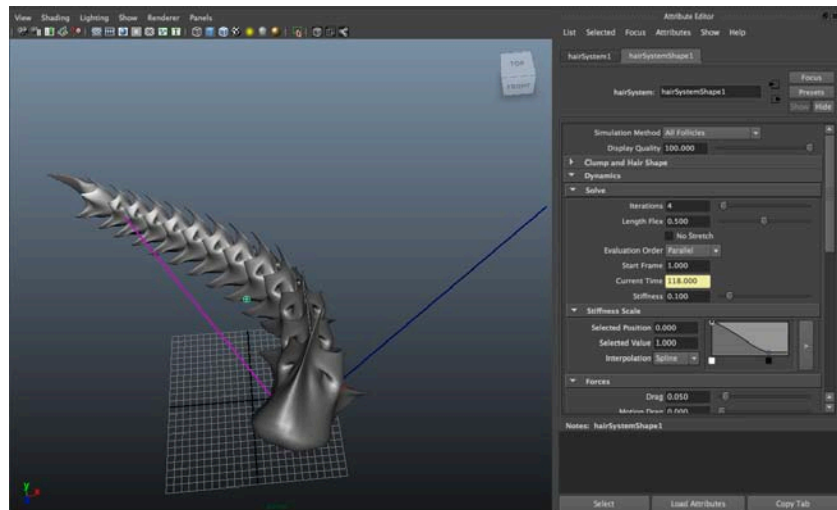 View Shading Lighting Show Renderer Panels
TOP
FRONT
y
x
Attribute Editor
List Selected Focus Attributes Show Help
hairSystem1 hairSystemShape1
hairSystem: hairSystemShape1
Focus
Presets
Show Hide
Simulation Method All Follicles
Display Quality 100.000
Clump and Hair Shape
Dynamics
Solve
Iterations 4
Length Flex 0.500
No Stretch
Evaluation Order Parallel
Start Frame 1.000
Current Time 118.000
Stiffness 0.100
Stiffness Scale
Selected Position 0.000
Selected Value 1.000
Interpolation Spline
>
Forces
Drag 0.050
Motion Drag 0.000
Notes: hairSystemShape1
Select Load Attributes Copy Tab